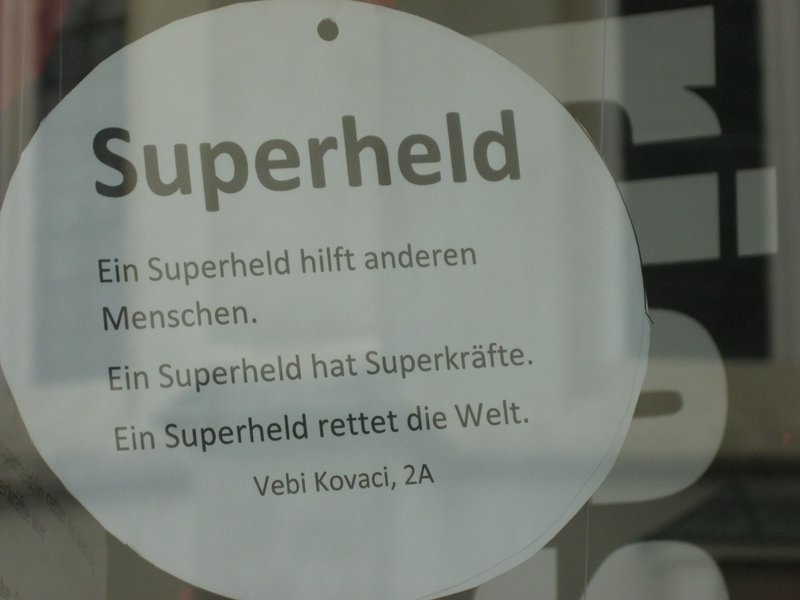 Superheld
Ein Superheld hilft anderen
Menschen.
Ein Superheld hat Superkräfte.
Ein Superheld rettet die Welt.
Vebi Kovaci, 2A